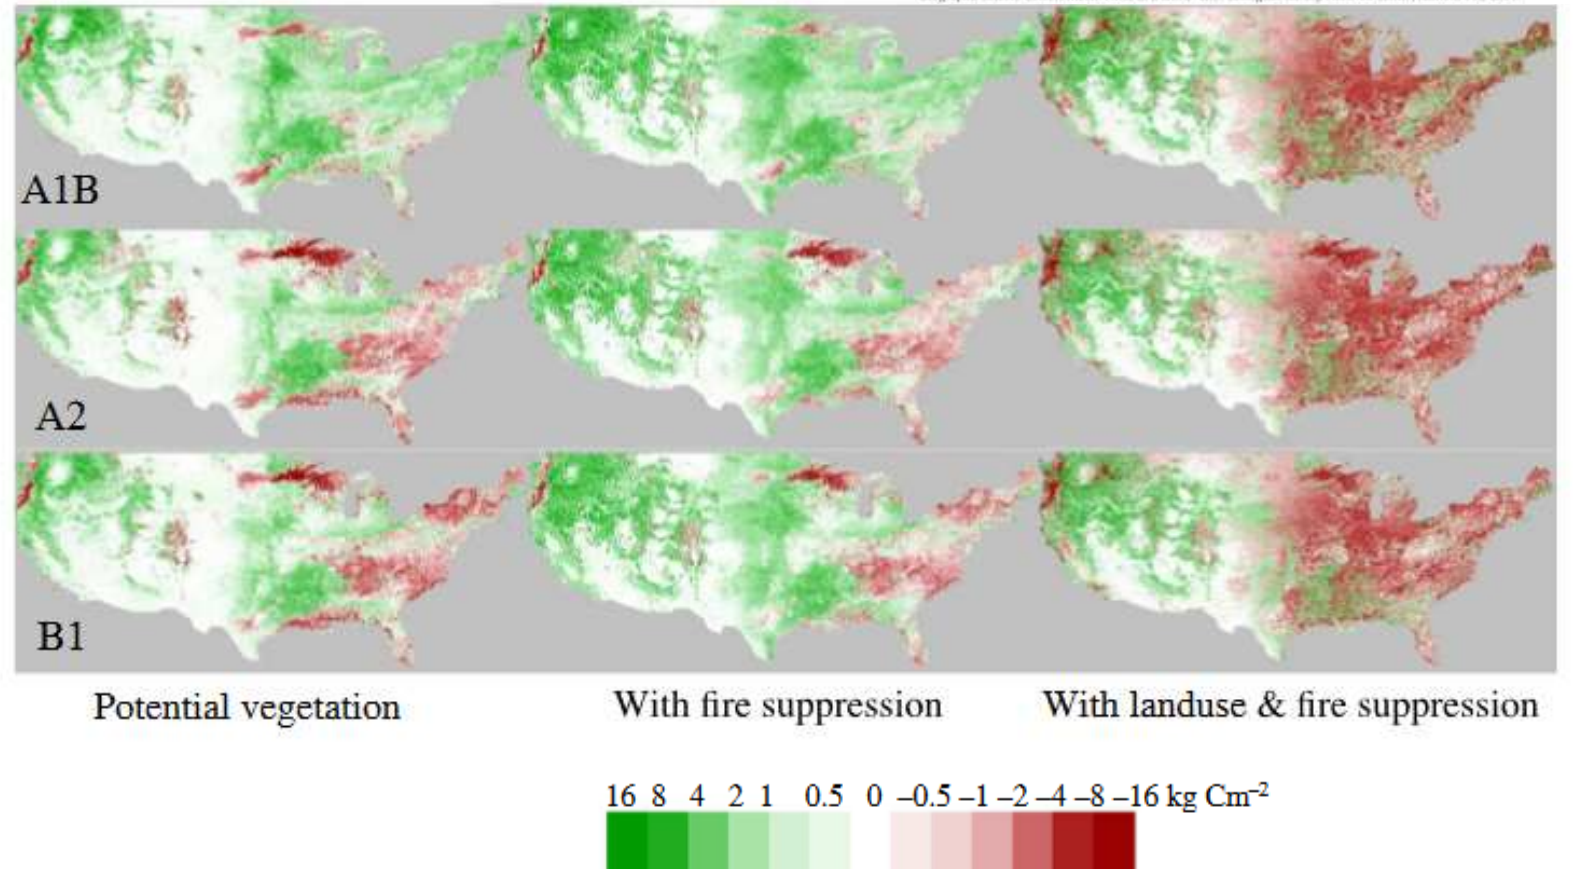 A1B
A2
B1
Potential vegetation
With fire suppression
With landuse & fire suppression
16 8 4 2 1 0.5 0 –0.5 –1 –2 –4 –8 –16 kg Cm–2